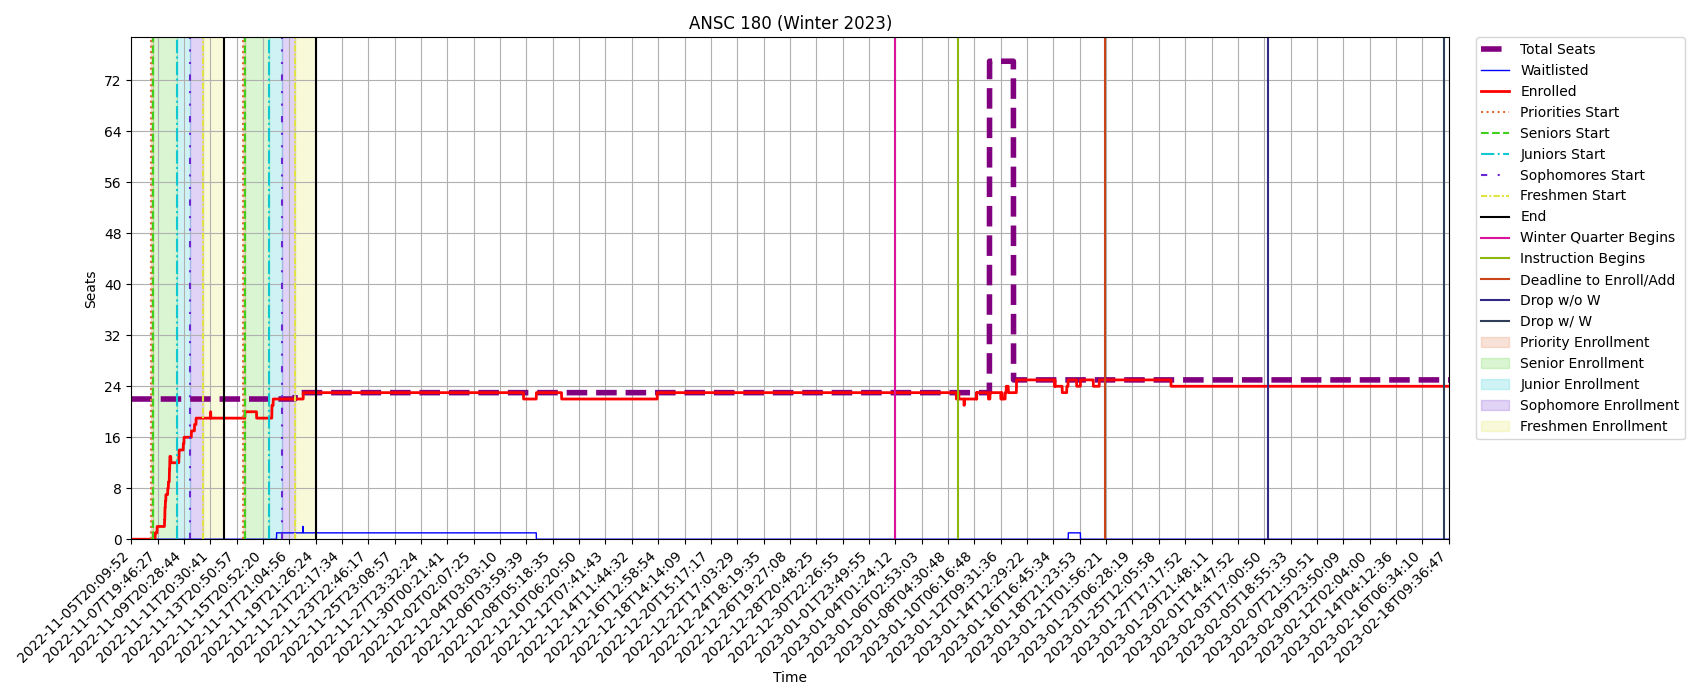 ANSC 180 (Winter 2023)
72
64
56
48
40
32
24
16
8
0
Seats
2022-11-05T20:09:52
2022-11-07T19:46:27
2022-11-09T20:28:44
2022-11-11T20:30:41
2022-11-13T20:50:57
2022-11-15T20:52:20
2022-11-17T21:04:56
2022-11-19T21:26:24
2022-11-21T22:17:34
2022-11-23T22:46:17
2022-11-25T23:08:57
2022-11-27T23:32:24
2022-11-30T00:21:41
2022-12-02T02:07:25
2022-12-04T03:03:10
2022-12-06T03:59:39
2022-12-08T05:18:35
2022-12-10T06:20:50
2022-12-12T07:41:43
2022-12-14T11:44:32
2022-12-16T12:58:54
2022-12-18T14:14:09
2022-12-20T15:17:17
2022-12-22T17:03:29
2022-12-24T18:19:35
2022-12-26T19:27:08
2022-12-28T20:48:25
2022-12-30T22:26:55
2023-01-01T23:49:55
2023-01-04T01:24:12
2023-01-06T02:53:03
2023-01-08T04:30:48
2023-01-10T06:16:48
2023-01-12T09:31:36
2023-01-14T12:29:22
2023-01-16T16:45:34
2023-01-18T21:23:53
2023-01-21T01:56:21
2023-01-23T06:28:19
2023-01-25T12:05:58
2023-01-27T17:17:52
2023-01-29T21:48:11
2023-02-01T14:47:52
2023-02-03T17:00:50
2023-02-05T18:55:33
2023-02-07T21:50:51
2023-02-09T23:50:09
2023-02-12T02:04:00
2023-02-14T04:12:36
2023-02-16T06:34:10
2023-02-18T09:36:47
Time
Total Seats
Waitlisted
Enrolled
Priorities Start
Seniors Start
Juniors Start
Sophomores Start
Freshmen Start
End
Winter Quarter Begins
Instruction Begins
Deadline to Enroll/Add
Drop w/o W
Drop w/ W
Priority Enrollment
Senior Enrollment
Junior Enrollment
Sophomore Enrollment
Freshmen Enrollment